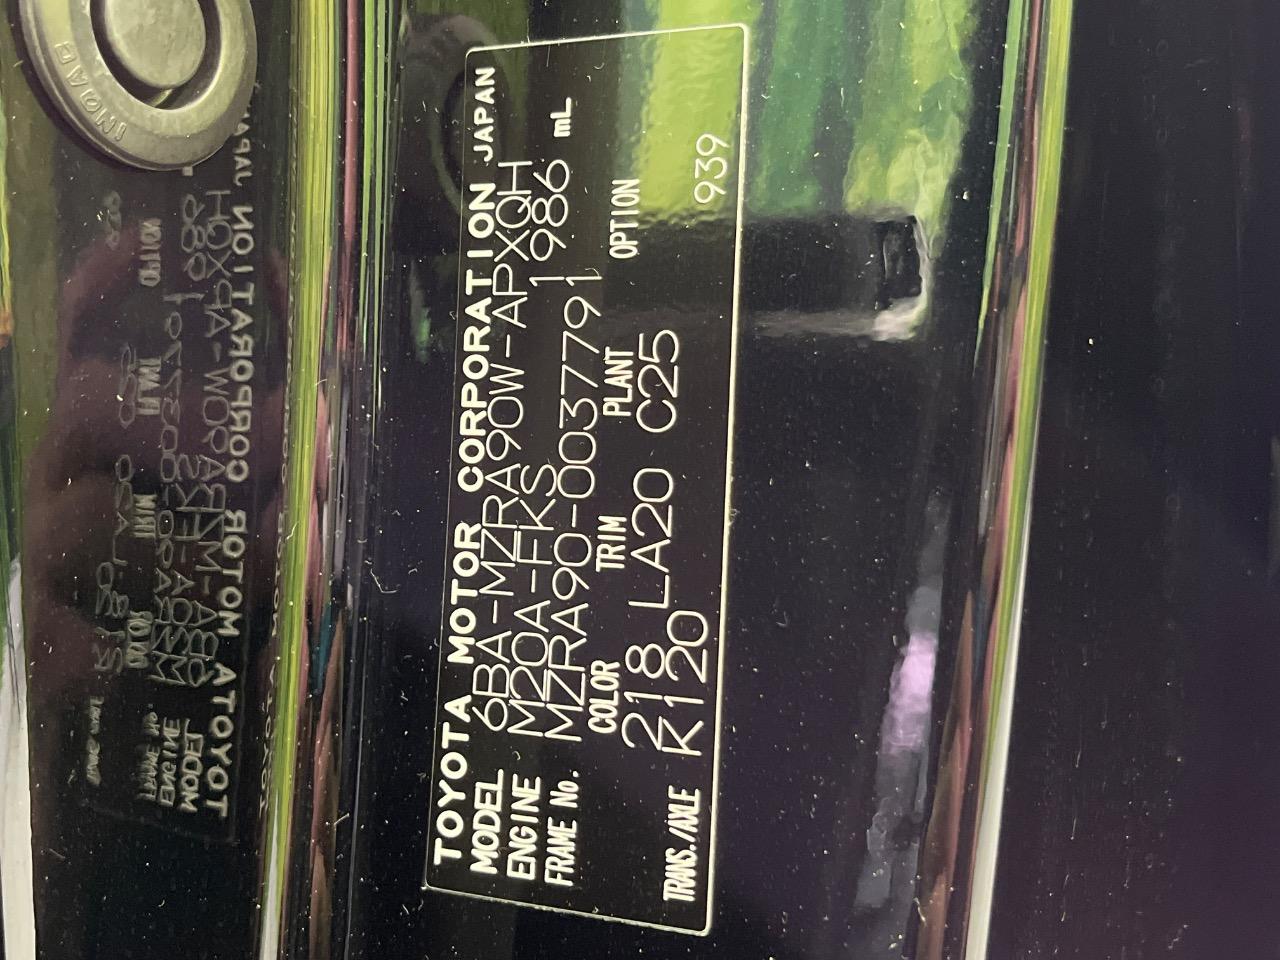 TOYOTA MOTOR CORPORATION JAPAN
MODEL 6BA-MZRA90W-APXQH
ENGINE M20A-FKS 1986 mL
FRAME No. MZRA90-0037791
COLOR TRIM PLANT OPTION
218 LA20 C25 939
TRANS./AXLE K120